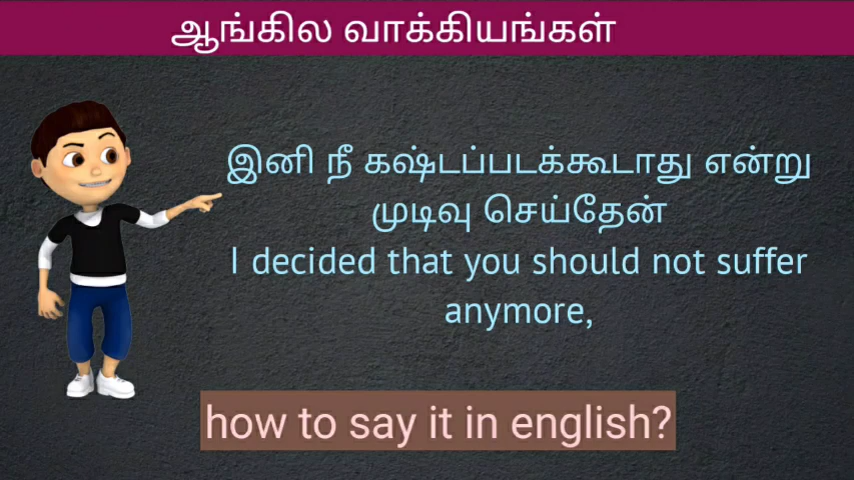 ஆங்கில வாக்கியங்கள்
இனி நீ கஷ்டப்படக்கூடாது என்று
முடிவு செய்தேன்
I decided that you should not suffer
anymore,
how to say it in english?